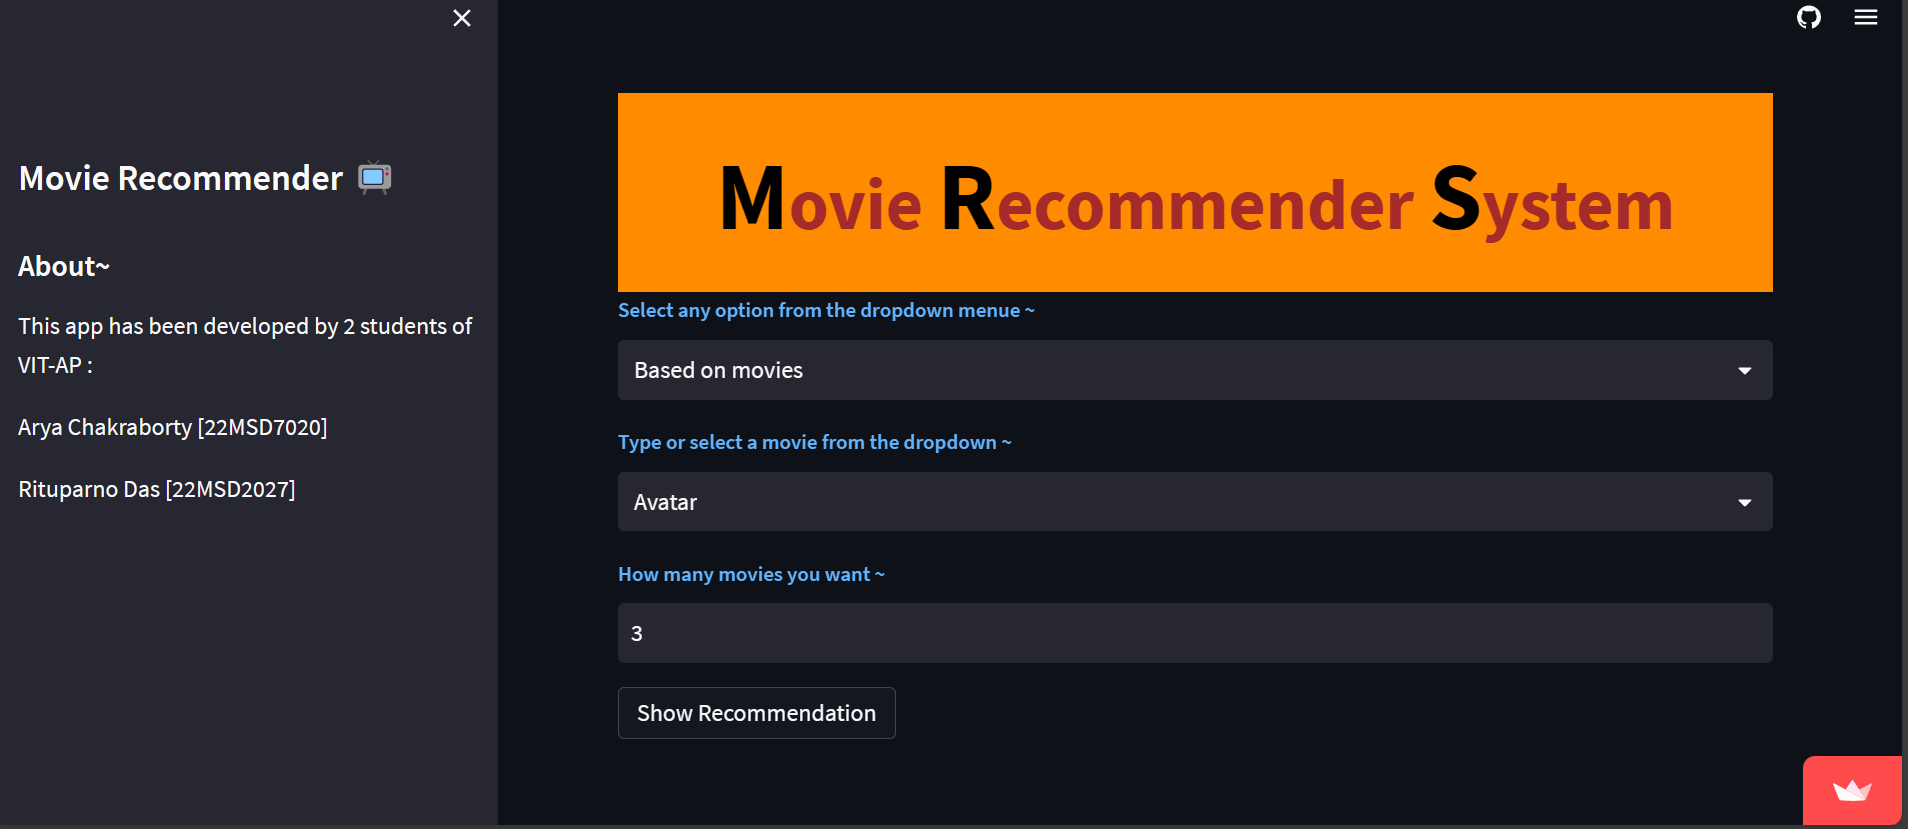 Movie Recommender
About~
This app has been developed by 2 students of
VIT-AP :
Arya Chakraborty [22MSD7020]
Rituparno Das [22MSD2027]
Movie Recommender System
Select any option from the dropdown menue ~
Based on movies
Type or select a movie from the dropdown ~
Avatar
How many movies you want ~
3
Show Recommendation